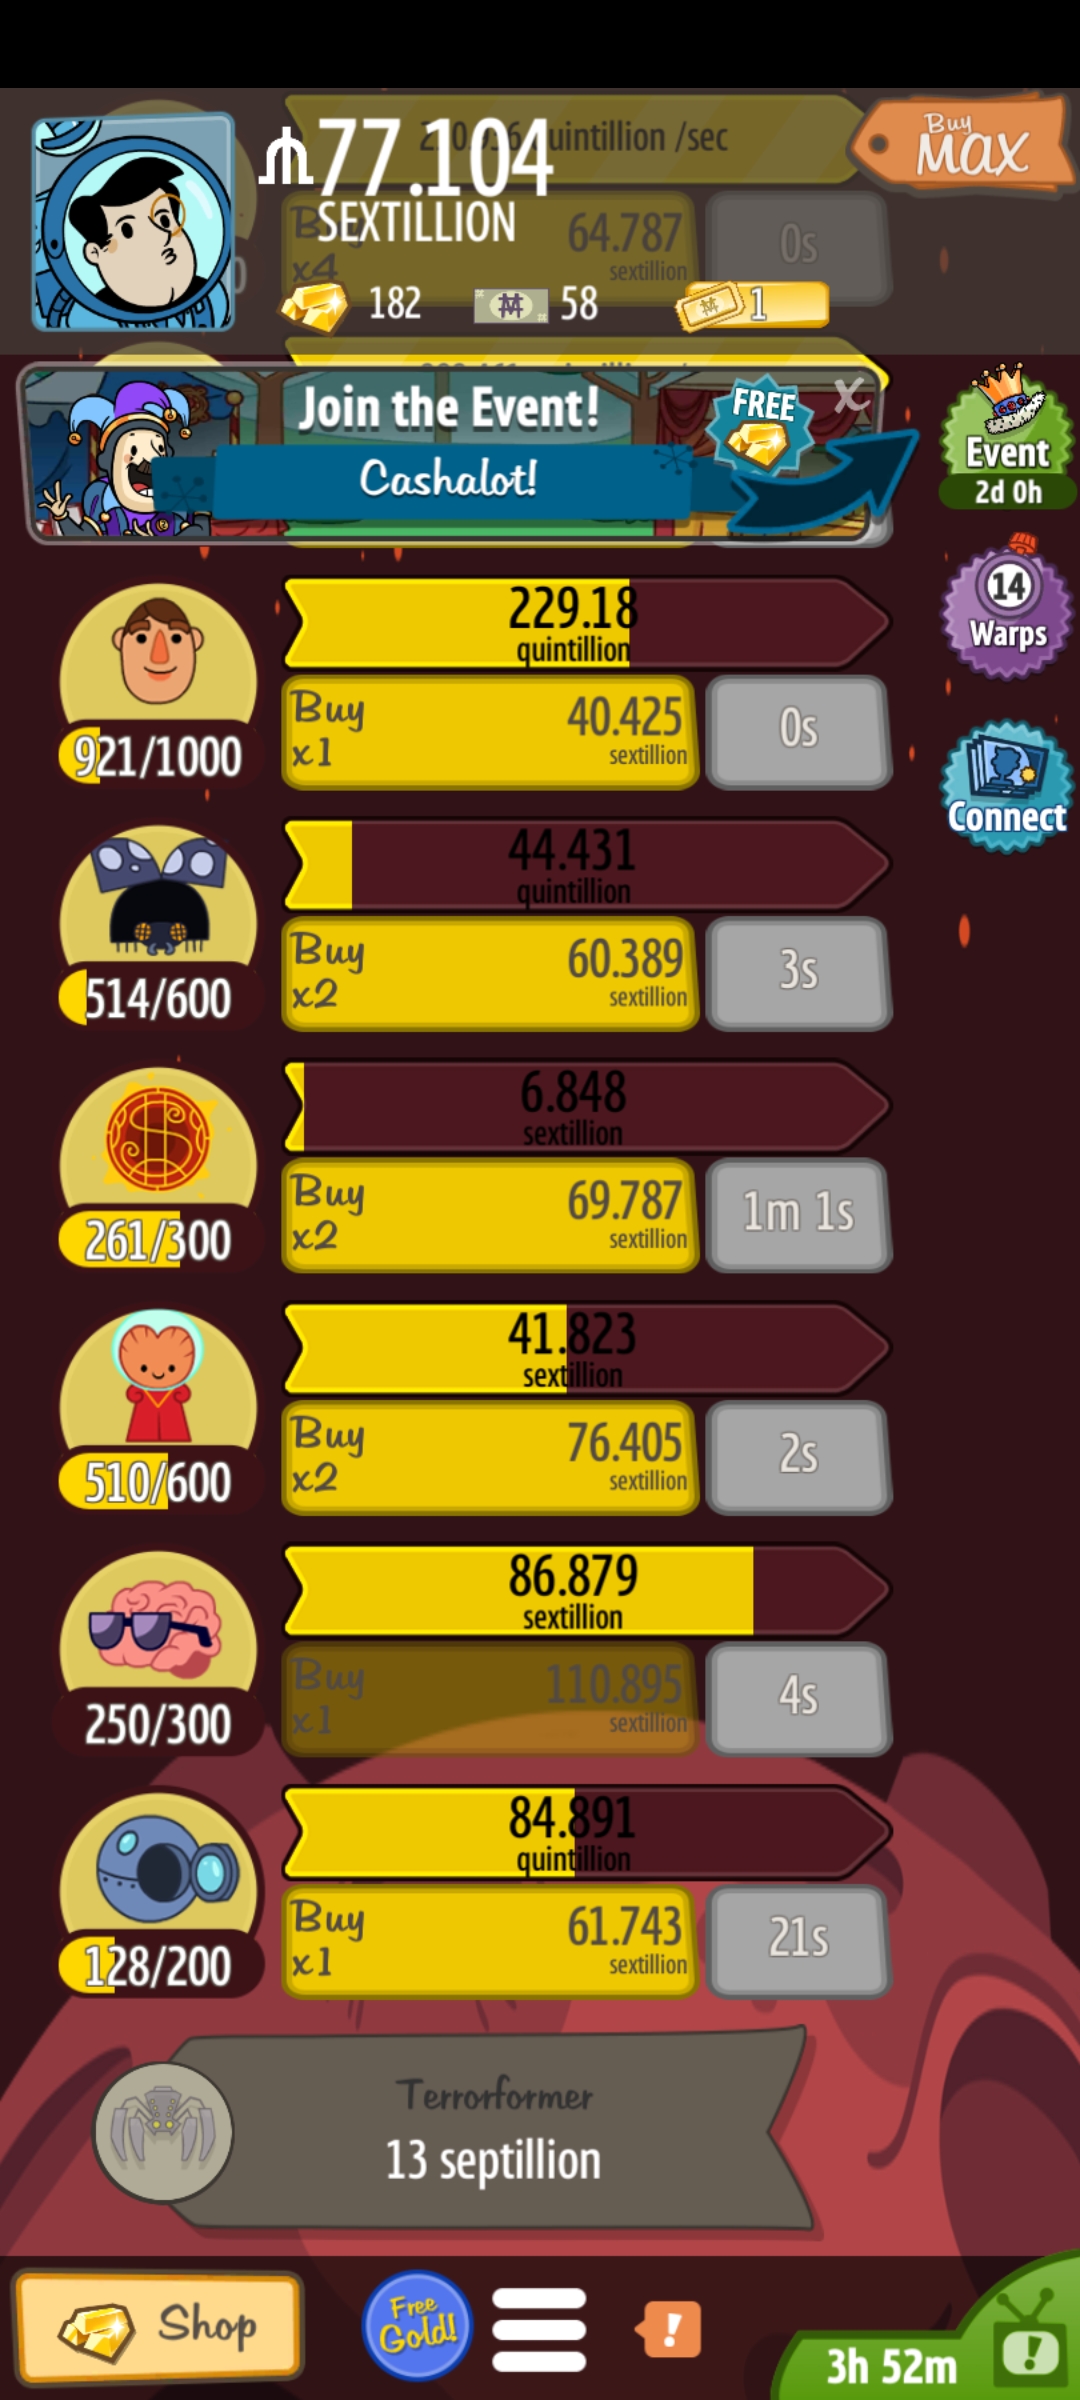 77.104
SEXTILLION
Buy
MAX
uintillion /sec
x4
64.787
sextillion
0s
182
58
1
Join the Event!
FREE
X
Cashalot!
Event
2d 0h
14
Warps
Connect
229.18
quintillion
921/1000
Buy
x1
40.425
sextillion
0s
44.431
quintillion
514/600
Buy
x2
60.389
sextillion
3s
6.848
sextillion
261/300
Buy
x2
69.787
sextillion
1m 1s
41.823
sextillion
510/600
Buy
x2
76.405
sextillion
2s
86.879
sextillion
250/300
Buy
x1
110.895
sextillion
4s
84.891
quintillion
128/200
Buy
x1
61.743
sextillion
21s
Terrorformer
13 septillion
Shop
Free
Gold!
!
3h 52m
!